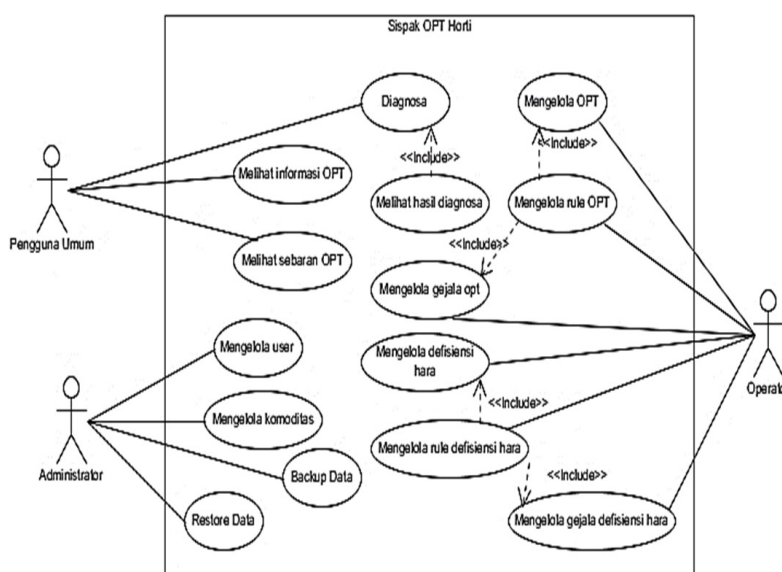 Sispak OPT Horti
Diagnosa
Mengelola OPT
<<Include>>
<<Include>>
Melihat informasi OPT
Melihat hasil diagnosa
Mengelola rule OPT
Pengguna Umum
<<Include>>
Melihat sebaran OPT
Mengelola gejala opt
Mengelola user
Mengelola defisiensi
hara
Operato
<<Include>>
Mengelola komoditas
Mengelola rule defisiensi hara
Administrator
Backup Data
<<Include>>
Restore Data
Mengelola gejala defisiensi hara